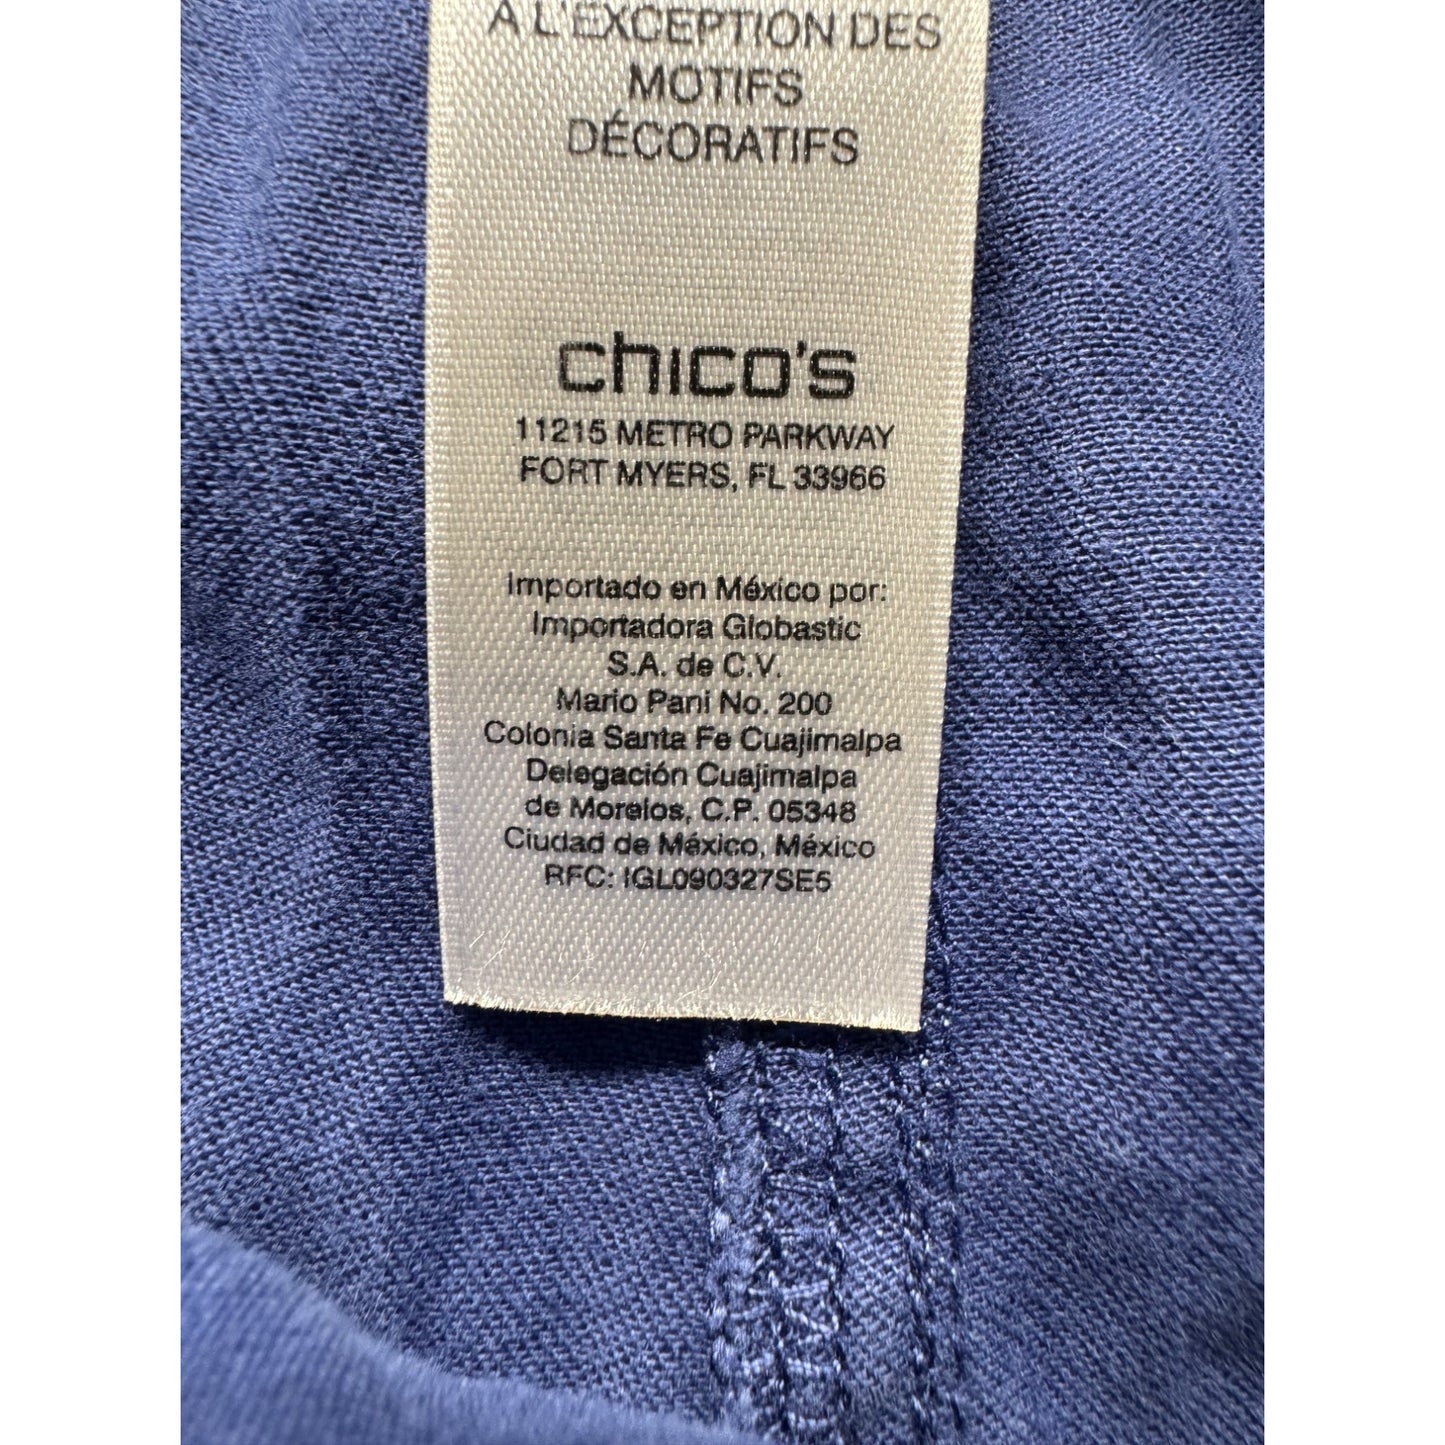 À L'EXCEPTION DES
MOTIFS
DÉCORATIFS
chico's
11215 METRO PARKWAY
FORT MYERS, FL 33966
Importado en México por:
Importadora Globastic
S.A. de C.V.
Mario Pani No. 200
Colonia Santa Fe Cuajimalpa
Delegación Cuajimalpa
de Morelos, C.P. 05348
Ciudad de México, México
RFC: IGL090327SE5